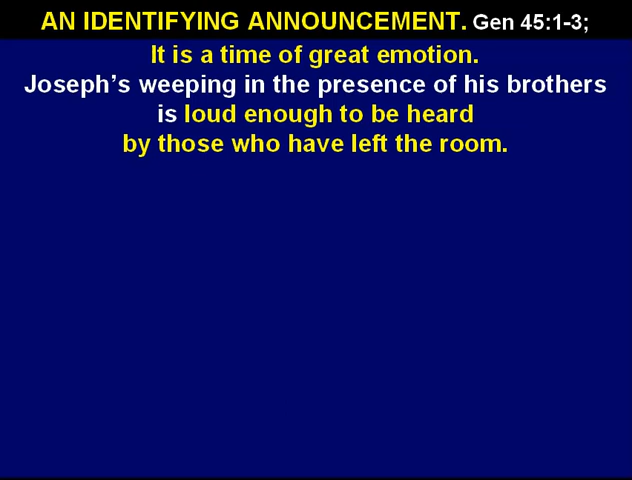 AN IDENTIFYING ANNOUNCEMENT. Gen 45:1-3;
It is a time of great emotion.
Joseph’s weeping in the presence of his brothers
is loud enough to be heard
by those who have left the room.